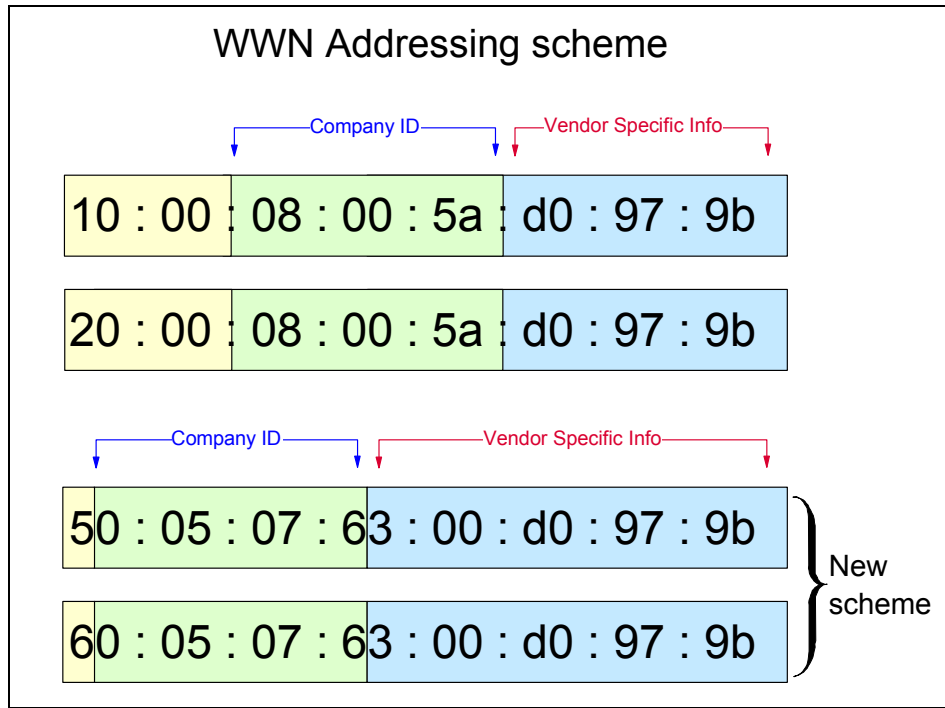 WWN Addressing scheme
Company ID Vendor Specific Info
10 : 00 : 08 : 00 : 5a : d0 : 97 : 9b
20 : 00 : 08 : 00 : 5a : d0 : 97 : 9b
Company ID Vendor Specific Info
50 : 05 : 07 : 63 : 00 : d0 : 97 : 9b
60 : 05 : 07 : 63 : 00 : d0 : 97 : 9b
New
scheme